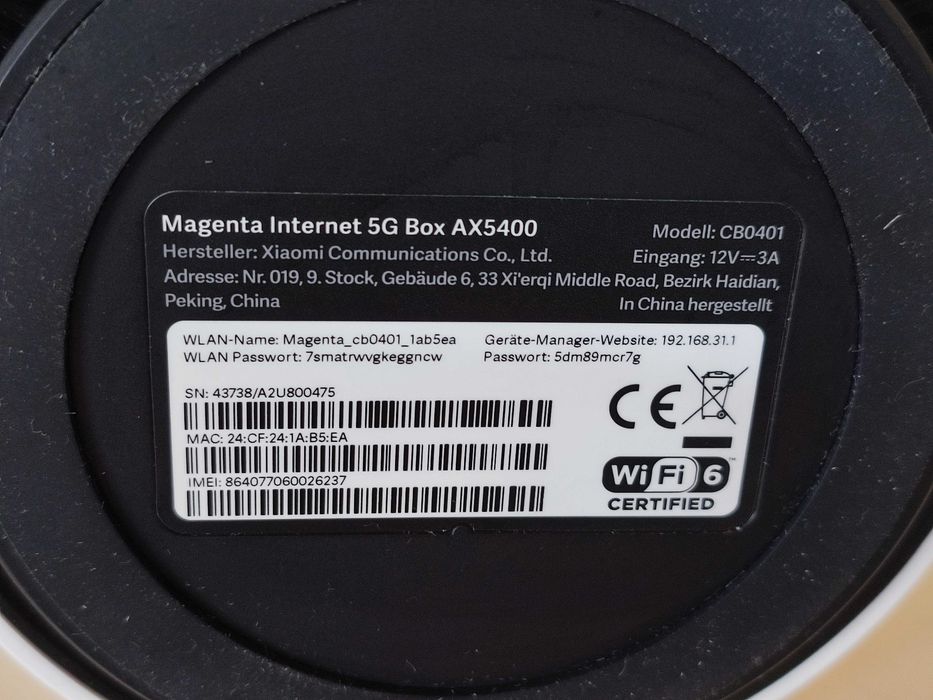 Magenta Internet 5G Box AX5400
Modell: CB0401
Hersteller: Xiaomi Communications Co., Ltd.
Eingang: 12V⎓3A
Adresse: Nr. 019, 9. Stock, Gebäude 6, 33 Xi'erqi Middle Road, Bezirk Haidian,
Peking, China
In China hergestellt
WLAN-Name: Magenta_cb0401_1ab5ea
Geräte-Manager-Website: 192.168.31.1
WLAN Passwort: 7smatrwvgkeggncw
Passwort: 5dm89mcr7g
SN: 43738/A2U800475
MAC: 24:CF:24:1A:B5:EA
IMEI: 864077060026237
CE
Wi Fi 6™
CERTIFIED